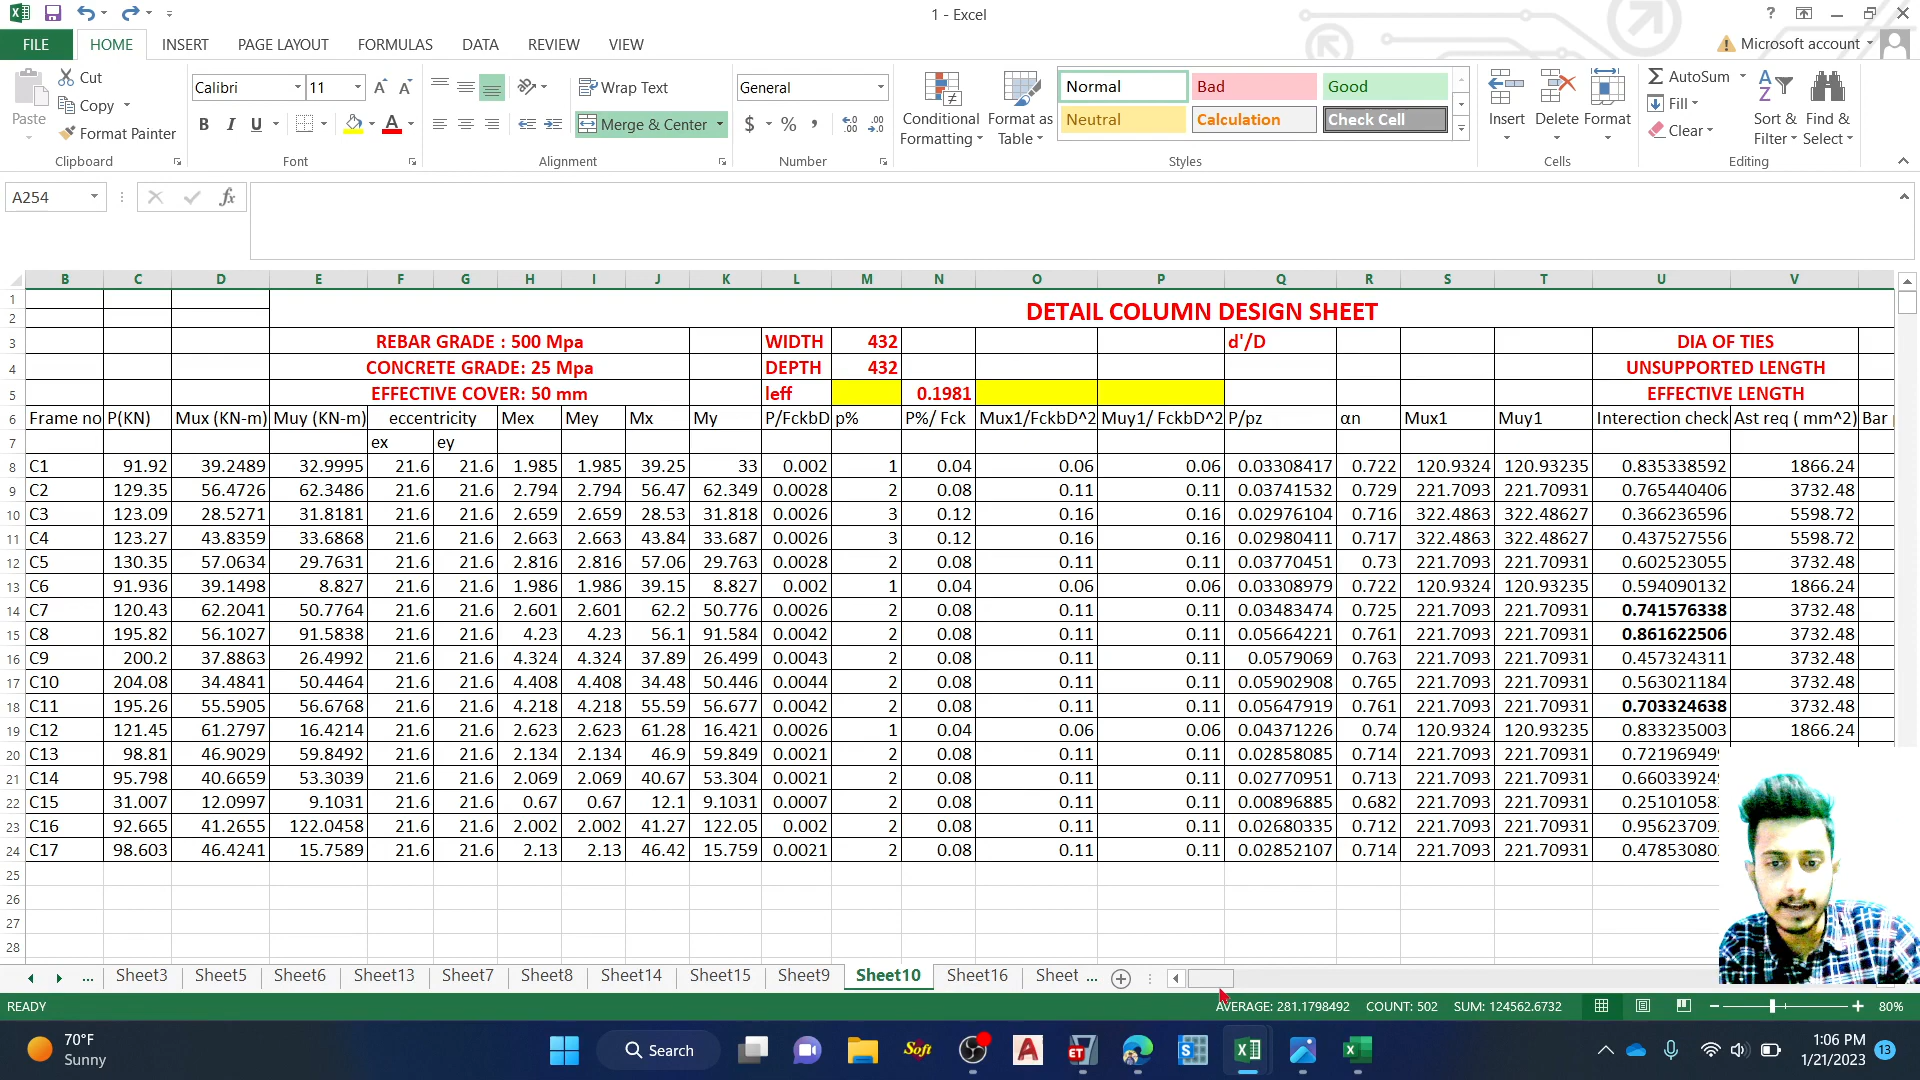 1 - Excel
FILE HOME INSERT PAGE LAYOUT FORMULAS DATA REVIEW VIEW Microsoft account
Paste
Cut
Copy
Format Painter
Calibri 11
B I U
Wrap Text
Merge & Center
General
$ % ,
Conditional Formatting
Format as Table
Normal Bad Good
Neutral Calculation Check Cell
Insert Delete Format
AutoSum
Fill
Clear
Sort & Filter
Find & Select
Clipboard Font Alignment Number Styles Cells Editing
A254 fx
B C D E F G H I J K L M N O P Q R S T U V
1
2 DETAIL COLUMN DESIGN SHEET
3 REBAR GRADE : 500 Mpa WIDTH 432 d'/D DIA OF TIES
4 CONCRETE GRADE: 25 Mpa DEPTH 432 UNSUPPORTED LENGTH
5 EFFECTIVE COVER: 50 mm leff 0.1981 EFFECTIVE LENGTH
6 Frame no P(KN) Mux (KN-m) Muy (KN-m) eccentricity Mex Mey Mx My P/FckbD p% P%/ Fck Mux1/FckbD^2 Muy1/ FckbD^2 P/pz αn Mux1 Muy1 Interection check Ast req ( mm^2) Bar
7 ex ey
8 C1 91.92 39.2489 32.9995 21.6 21.6 1.985 1.985 39.25 33 0.002 1 0.04 0.06 0.06 0.03308417 0.722 120.9324 120.93235 0.835338592 1866.24
9 C2 129.35 56.4726 62.3486 21.6 21.6 2.794 2.794 56.47 62.349 0.0028 2 0.08 0.11 0.11 0.03741532 0.729 221.7093 221.70931 0.765440406 3732.48
10 C3 123.09 28.5271 31.8181 21.6 21.6 2.659 2.659 28.53 31.818 0.0026 3 0.12 0.16 0.16 0.02976104 0.716 322.4863 322.48627 0.366236596 5598.72
11 C4 123.27 43.8359 33.6868 21.6 21.6 2.663 2.663 43.84 33.687 0.0026 3 0.12 0.16 0.16 0.02980411 0.717 322.4863 322.48627 0.437527556 5598.72
12 C5 130.35 57.0634 29.7631 21.6 21.6 2.816 2.816 57.06 29.763 0.0028 2 0.08 0.11 0.11 0.03770451 0.73 221.7093 221.70931 0.602523055 3732.48
13 C6 91.936 39.1498 8.827 21.6 21.6 1.986 1.986 39.15 8.827 0.002 1 0.04 0.06 0.06 0.03308979 0.722 120.9324 120.93235 0.594090132 1866.24
14 C7 120.43 62.2041 50.7764 21.6 21.6 2.601 2.601 62.2 50.776 0.0026 2 0.08 0.11 0.11 0.03483474 0.725 221.7093 221.70931 0.741576338 3732.48
15 C8 195.82 56.1027 91.5838 21.6 21.6 4.23 4.23 56.1 91.584 0.0042 2 0.08 0.11 0.11 0.05664221 0.761 221.7093 221.70931 0.861622506 3732.48
16 C9 200.2 37.8863 26.4992 21.6 21.6 4.324 4.324 37.89 26.499 0.0043 2 0.08 0.11 0.11 0.0579069 0.763 221.7093 221.70931 0.457324311 3732.48
17 C10 204.08 34.4841 50.4464 21.6 21.6 4.408 4.408 34.48 50.446 0.0044 2 0.08 0.11 0.11 0.05902908 0.765 221.7093 221.70931 0.563021184 3732.48
18 C11 195.26 55.5905 56.6768 21.6 21.6 4.218 4.218 55.59 56.677 0.0042 2 0.08 0.11 0.11 0.05647919 0.761 221.7093 221.70931 0.703324638 3732.48
19 C12 121.45 61.2797 16.4214 21.6 21.6 2.623 2.623 61.28 16.421 0.0026 1 0.04 0.06 0.06 0.04371226 0.74 120.9324 120.93235 0.833235003 1866.24
20 C13 98.81 46.9029 59.8492 21.6 21.6 2.134 2.134 46.9 59.849 0.0021 2 0.08 0.11 0.11 0.02858085 0.714 221.7093 221.70931 0.72196949
21 C14 95.798 40.6659 53.3039 21.6 21.6 2.069 2.069 40.67 53.304 0.0021 2 0.08 0.11 0.11 0.02770951 0.713 221.7093 221.70931 0.66033924
22 C15 31.007 12.0997 9.1031 21.6 21.6 0.67 0.67 12.1 9.1031 0.0007 2 0.08 0.11 0.11 0.00896885 0.682 221.7093 221.70931 0.25101058
23 C16 92.665 41.2655 122.0458 21.6 21.6 2.002 2.002 41.27 122.05 0.002 2 0.08 0.11 0.11 0.02680335 0.712 221.7093 221.70931 0.95623709
24 C17 98.603 46.4241 15.7589 21.6 21.6 2.13 2.13 46.42 15.759 0.0021 2 0.08 0.11 0.11 0.02852107 0.714 221.7093 221.70931 0.47853080
25
26
27
28
... Sheet3 Sheet5 Sheet6 Sheet13 Sheet7 Sheet8 Sheet14 Sheet15 Sheet9 Sheet10 Sheet16 Sheet ...
READY AVERAGE: 281.1798492 COUNT: 502 SUM: 124562.6732 80%
70°F
Sunny
Search
Soft
ET
1:06 PM
1/21/2023
13